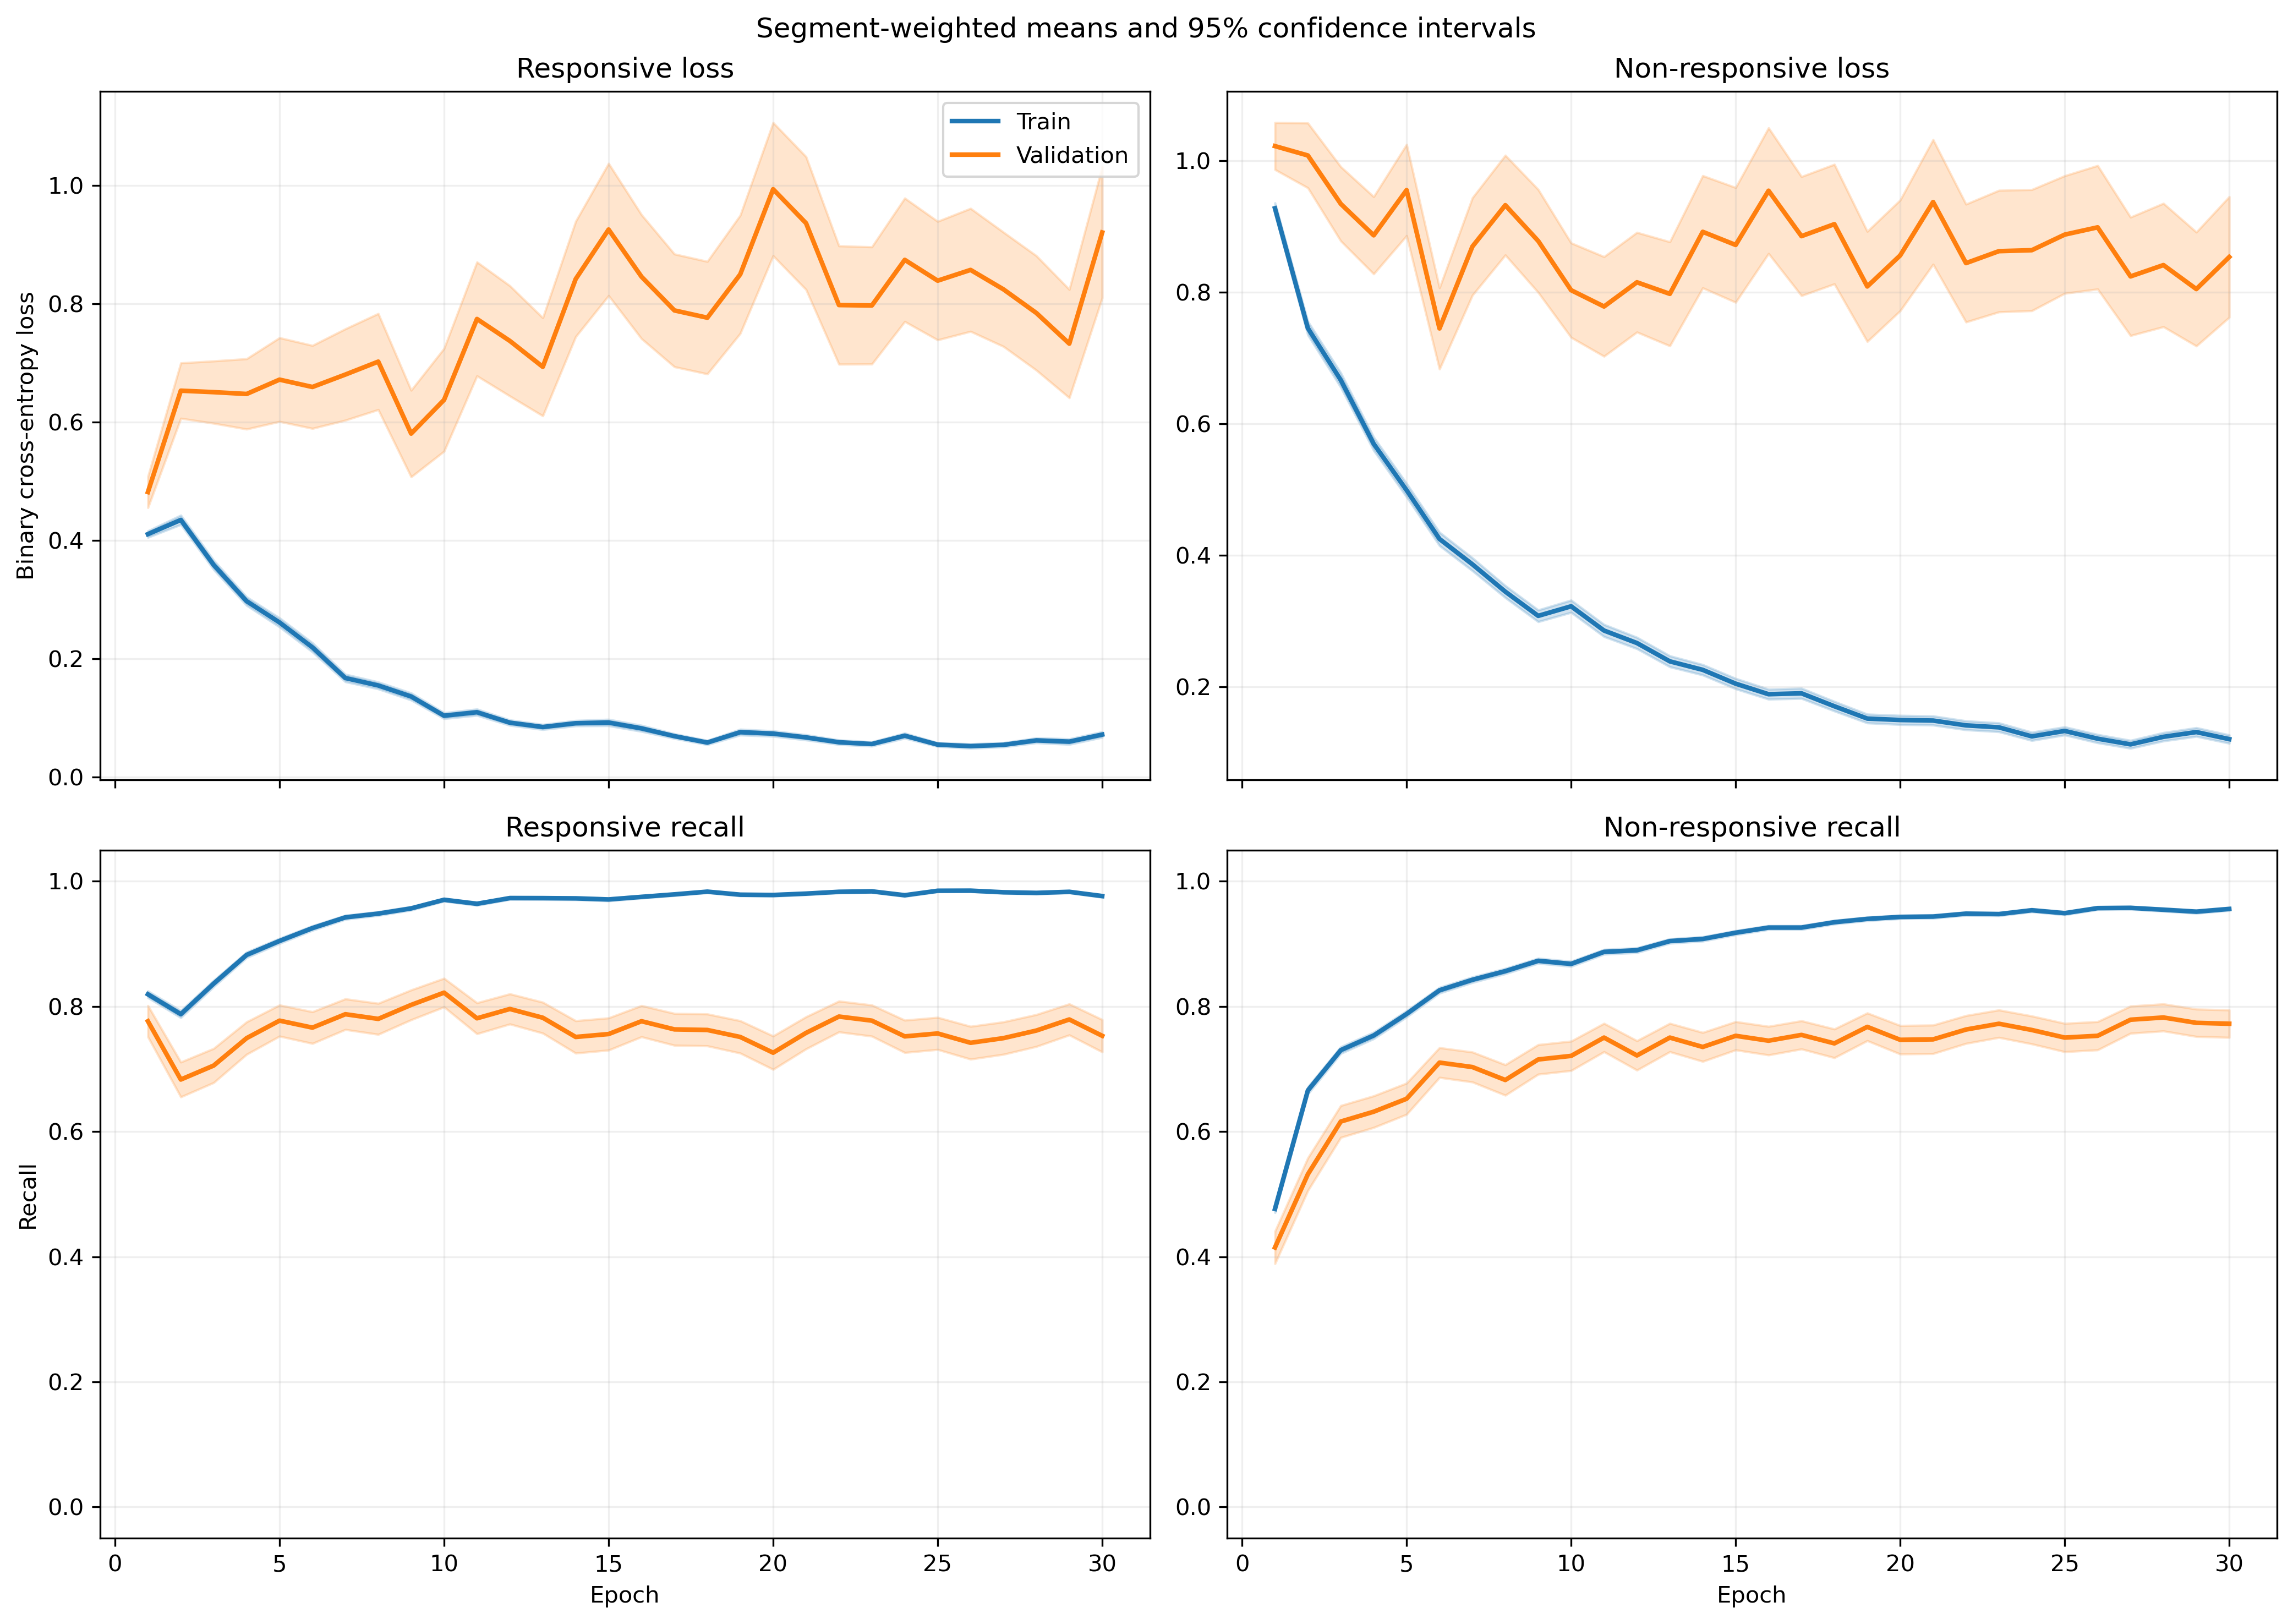 Segment-weighted means and 95% confidence intervals
Responsive loss
Non-responsive loss
Train
Validation
Binary cross-entropy loss
1.0
0.8
0.6
0.4
0.2
0.0
1.0
0.8
0.6
0.4
0.2
Responsive recall
Non-responsive recall
Recall
1.0
0.8
0.6
0.4
0.2
0.0
0 5 10 15 20 25 30
Epoch
1.0
0.8
0.6
0.4
0.2
0.0
0 5 10 15 20 25 30
Epoch